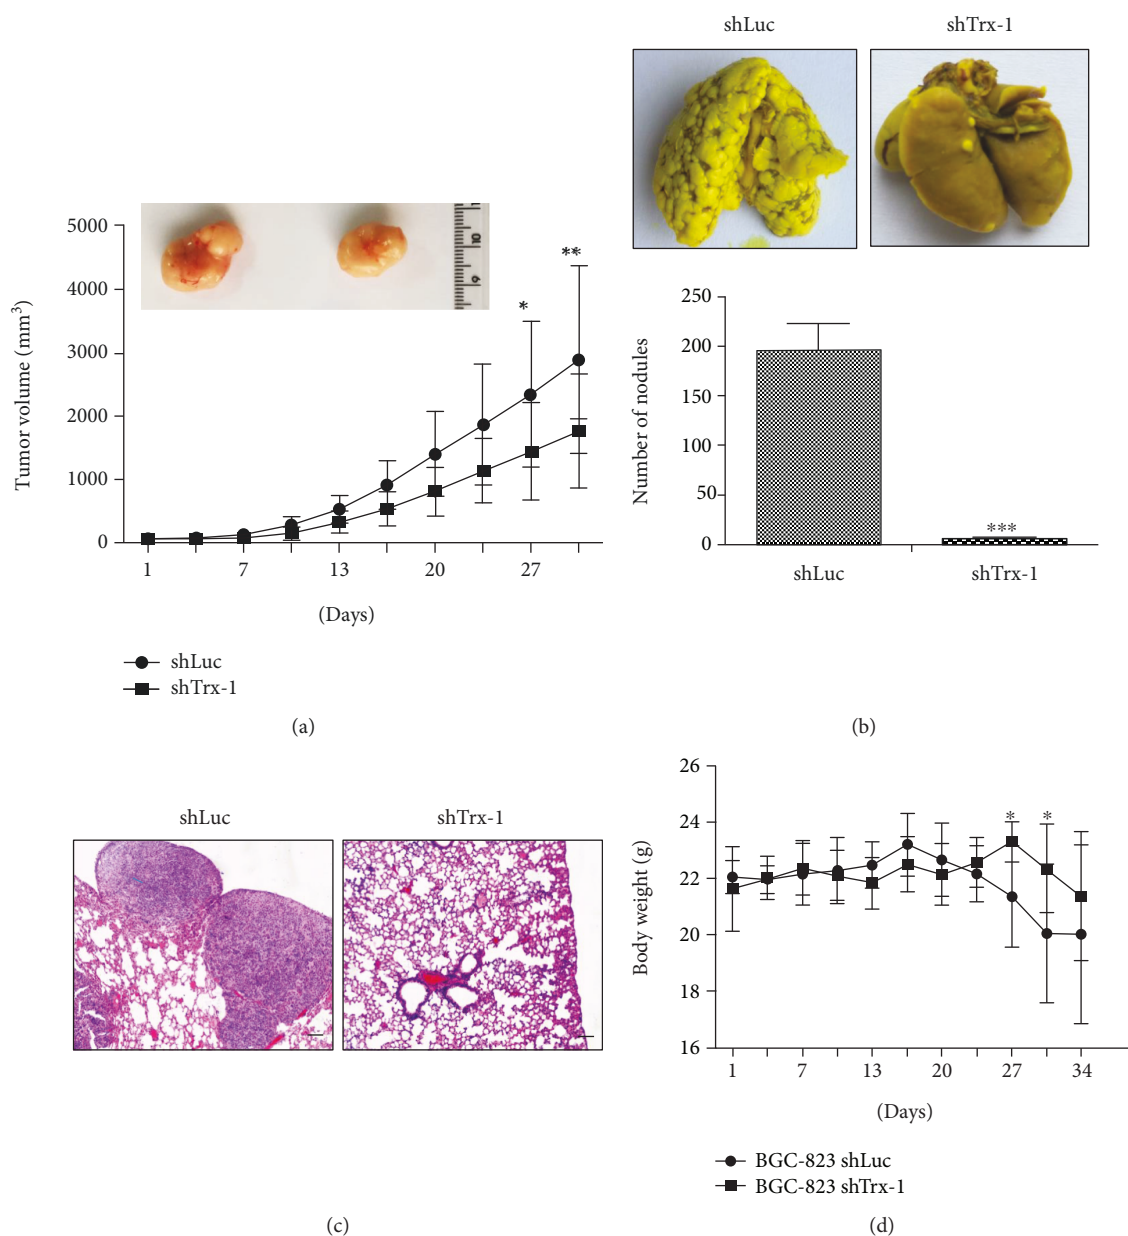 shLuc
shTrx-1
5000
4000
3000
2000
1000
0
Tumor volume (mm³)
10
9
*
**
1
7
13
20
27
(Days)
shLuc
shTrx-1
(a)
250
200
150
100
50
0
Number of nodules
***
shLuc
shTrx-1
(b)
shLuc
shTrx-1
(c)
26
24
22
20
18
16
Body weight (g)
*
*
1
7
13
20
27
34
(Days)
BGC-823 shLuc
BGC-823 shTrx-1
(d)